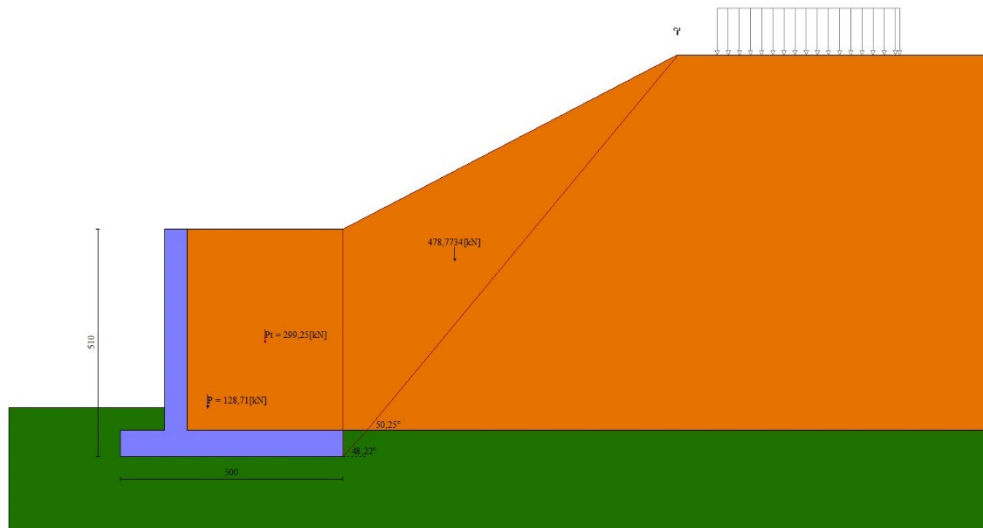 478,7734[kN]
510
Pt = 299,25[kN]
P = 128,71[kN]
50,25°
48,22°
500